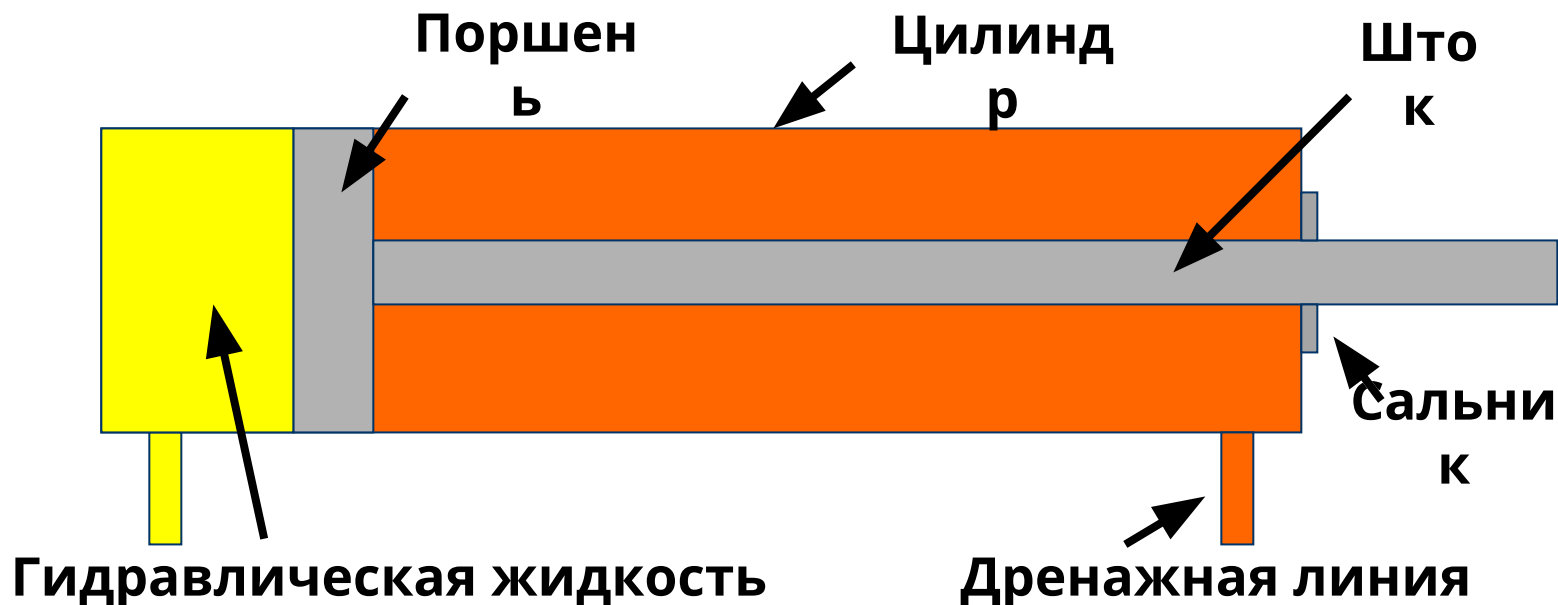 Поршен
ь
Цилинд
р
Што
к
Сальни
к
Гидравлическая жидкость
Дренажная линия